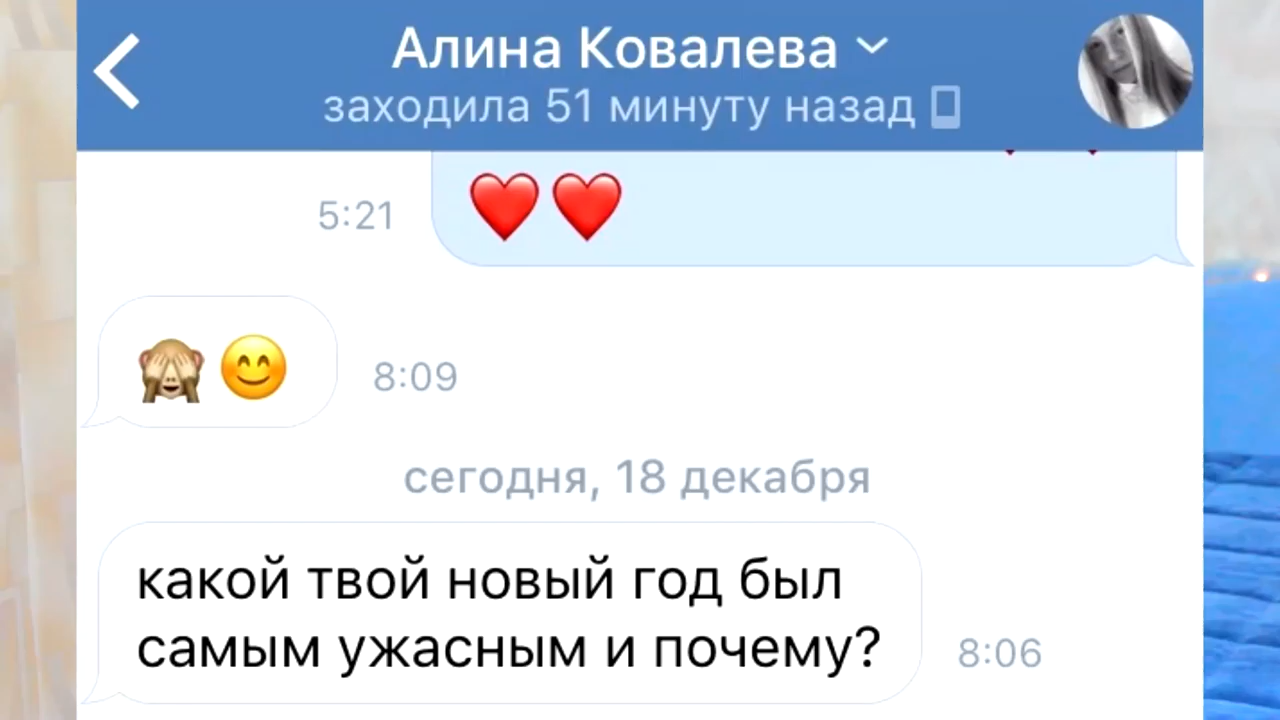 Алина Ковалева
заходила 51 минуту назад
❤️❤️
5:21
🙈😊
8:09
сегодня, 18 декабря
какой твой новый год был
самым ужасным и почему?
8:06